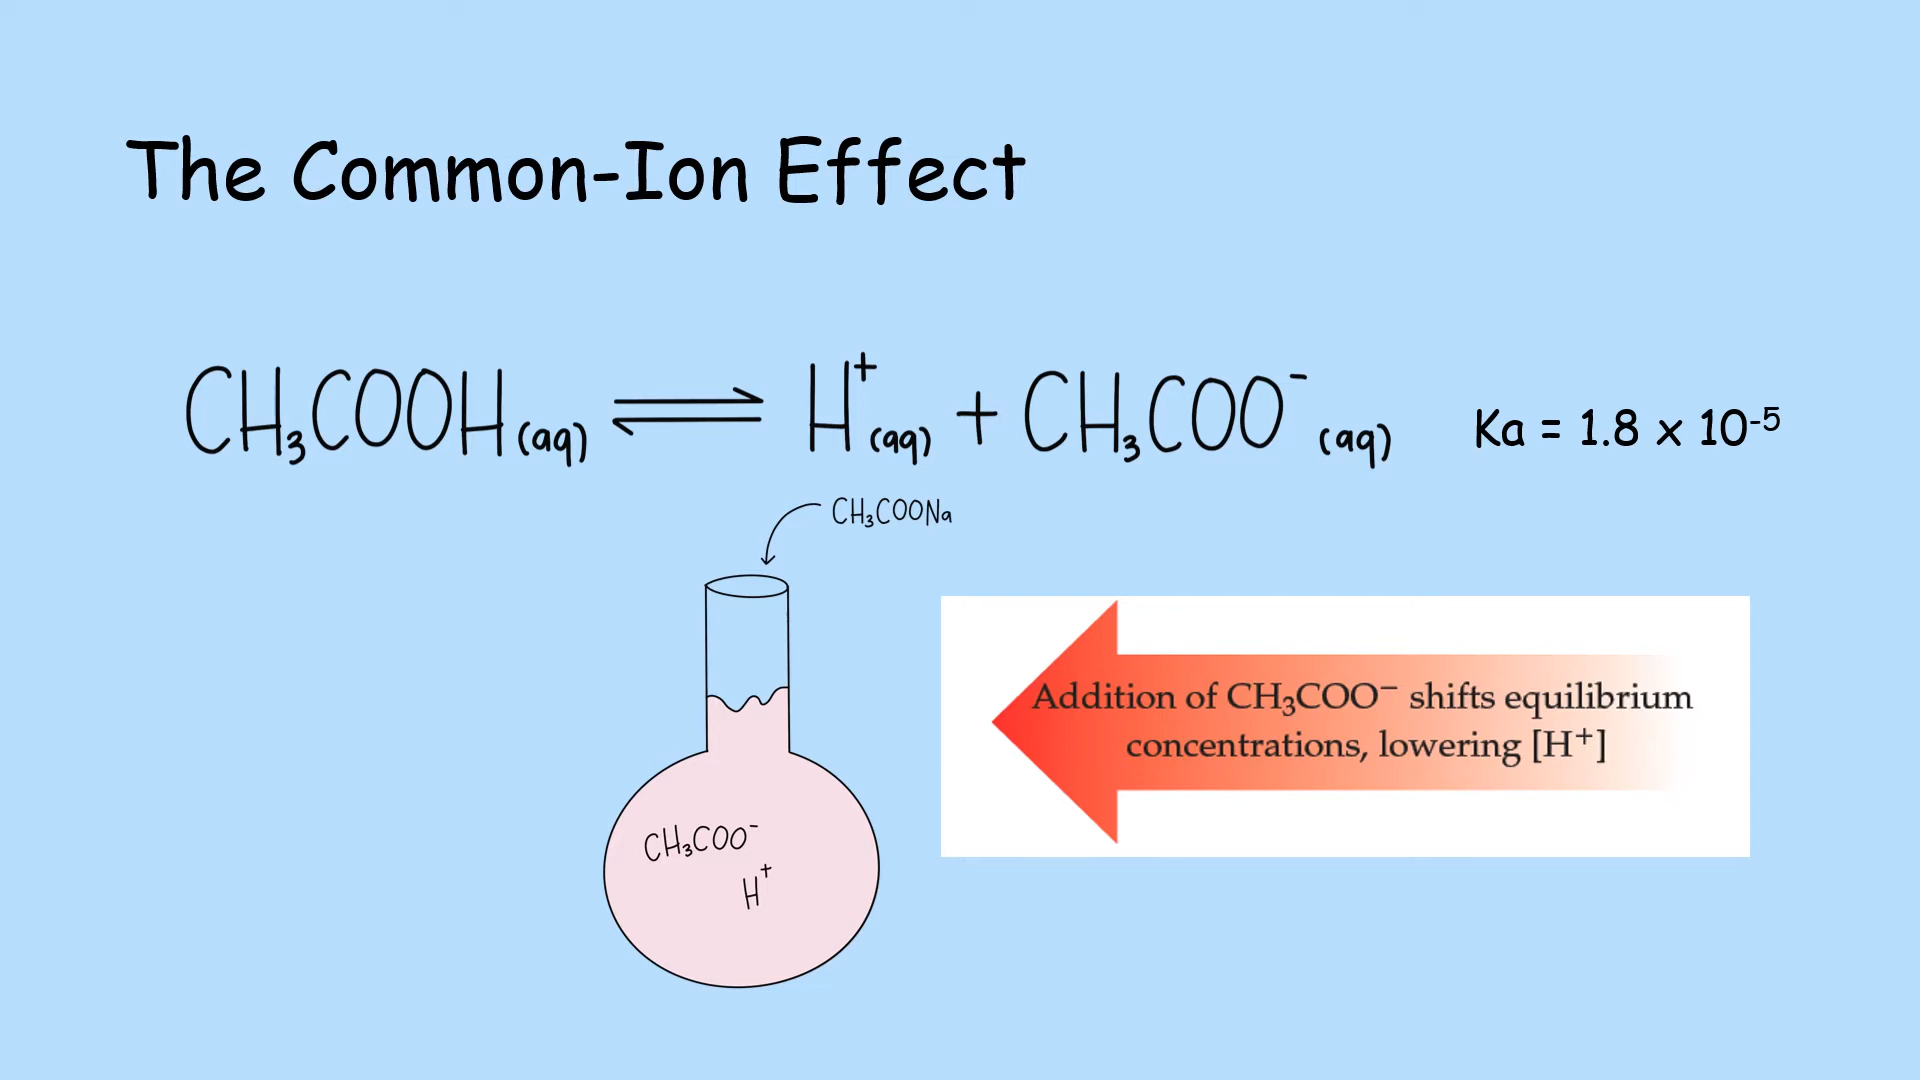 The Common-Ion Effect
CH₃COOH(aq) ⇌ H⁺(aq) + CH₃COO⁻(aq) Ka = 1.8 x 10⁻⁵
CH₃COONa
Addition of CH₃COO⁻ shifts equilibrium
concentrations, lowering [H⁺]
CH₃COO⁻
H⁺